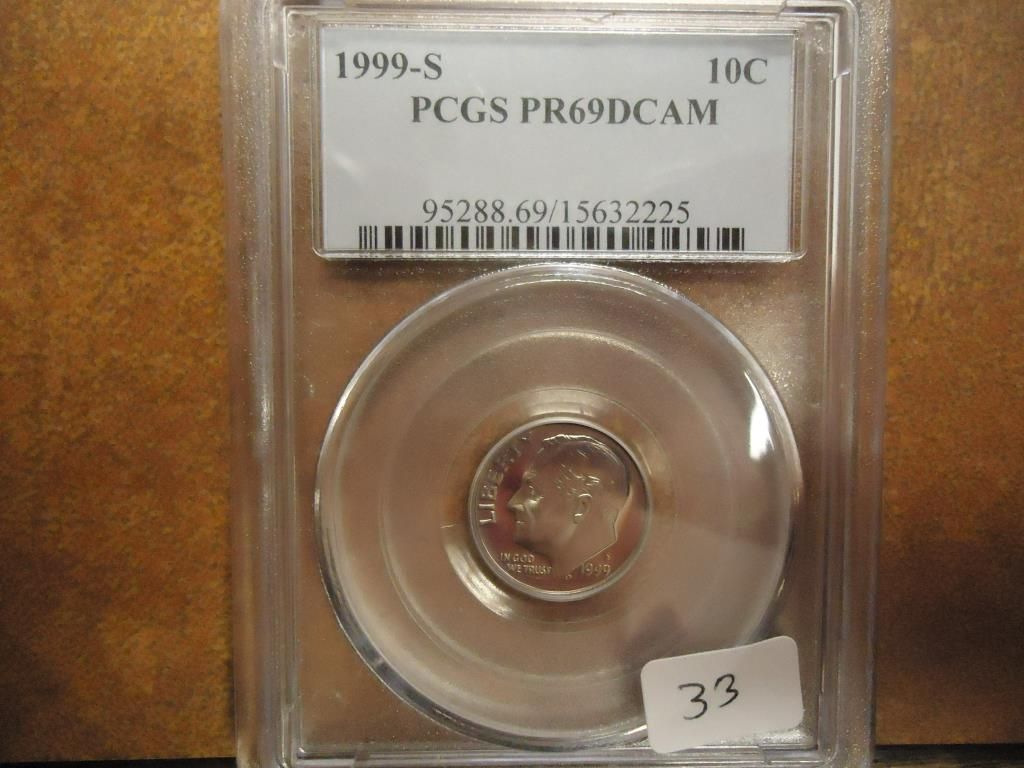 1999-S 10C
PCGS PR69DCAM
95288.69/15632225
LIBERTY
IN GOD
WE TRUST
S
1999
33